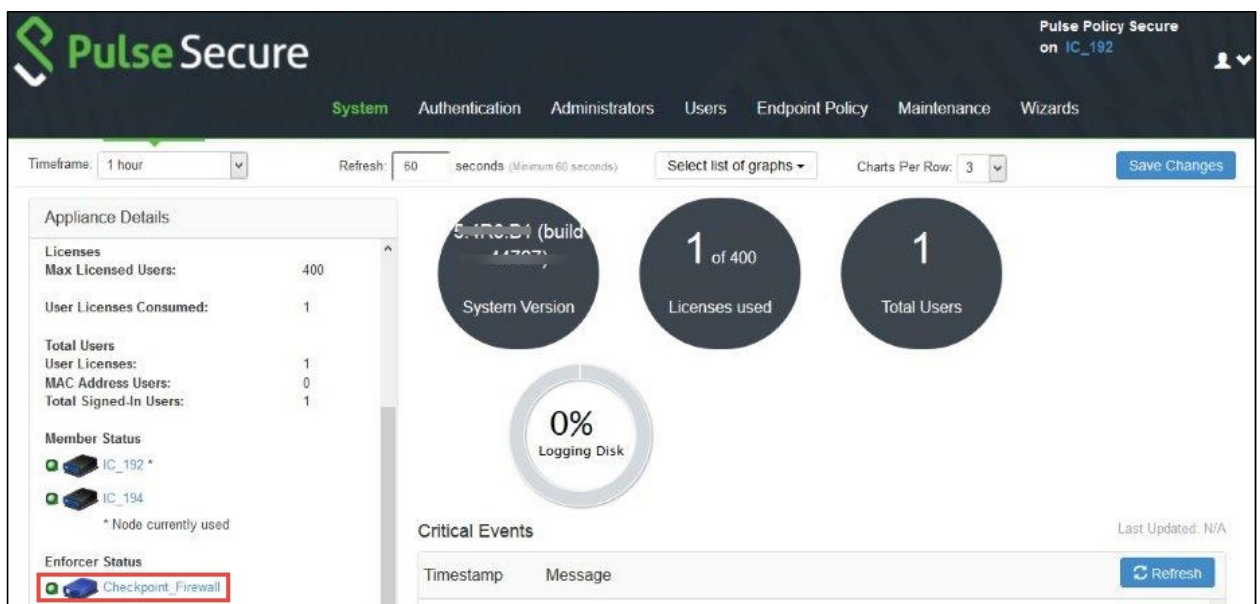 Pulse Secure
Pulse Policy Secure
on IC_192
System Authentication Administrators Users Endpoint Policy Maintenance Wizards
Timeframe: 1 hour Refresh: 60 seconds (Minimum 60 seconds) Select list of graphs Charts Per Row: 3 Save Changes
Appliance Details
Licenses
Max Licensed Users: 400
User Licenses Consumed: 1
Total Users
User Licenses: 1
MAC Address Users: 0
Total Signed-In Users: 1
Member Status
IC_192 *
IC_194
* Node currently used
Enforcer Status
Checkpoint_Firewall
(build
System Version
1 of 400
Licenses used
1
Total Users
0%
Logging Disk
Critical Events Last Updated: N/A
Timestamp Message Refresh